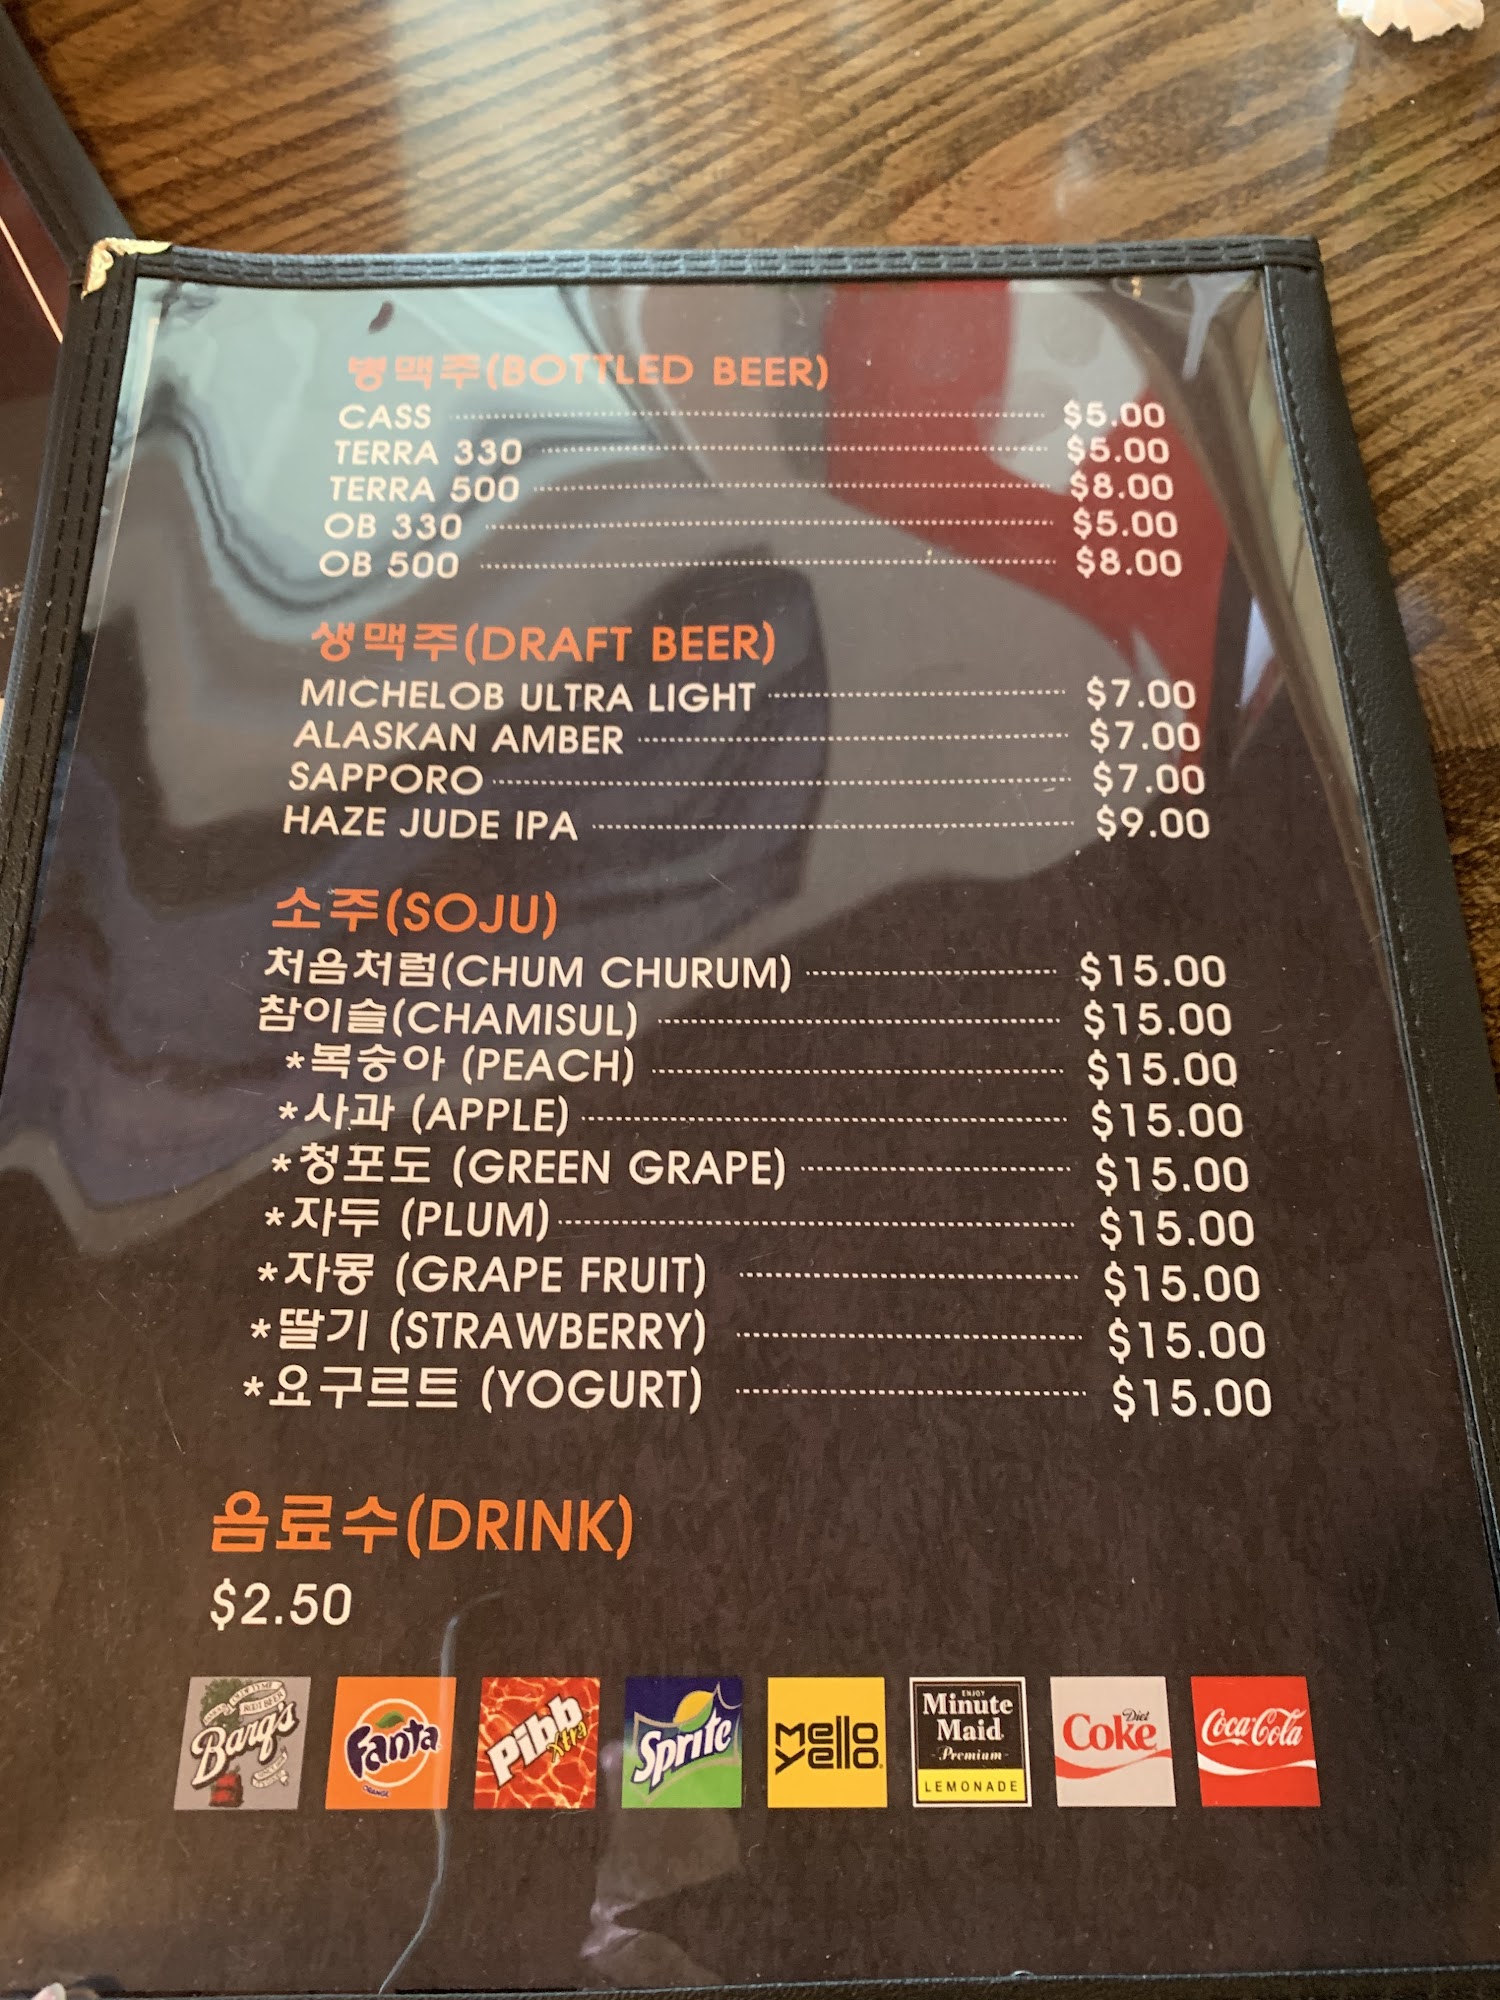 병맥주(BOTTLED BEER)
CASS $5.00
TERRA 330 $5.00
TERRA 500 $8.00
OB 330 $5.00
OB 500 $8.00
생맥주(DRAFT BEER)
MICHELOB ULTRA LIGHT $7.00
ALASKAN AMBER $7.00
SAPPORO $7.00
HAZE JUDE IPA $9.00
소주(SOJU)
처음처럼(CHUM CHURUM) $15.00
참이슬(CHAMISUL) $15.00
*복숭아 (PEACH) $15.00
*사과 (APPLE) $15.00
*청포도 (GREEN GRAPE) $15.00
*자두 (PLUM) $15.00
*자몽 (GRAPE FRUIT) $15.00
*딸기 (STRAWBERRY) $15.00
*요구르트 (YOGURT) $15.00
음료수(DRINK)
$2.50
Barq's
Fanta
ORANGE
Pibb
Xtra
Sprite
Mello
Yello
ENJOY
Minute
Maid
Premium
LEMONADE
Diet
Coke
Coca-Cola